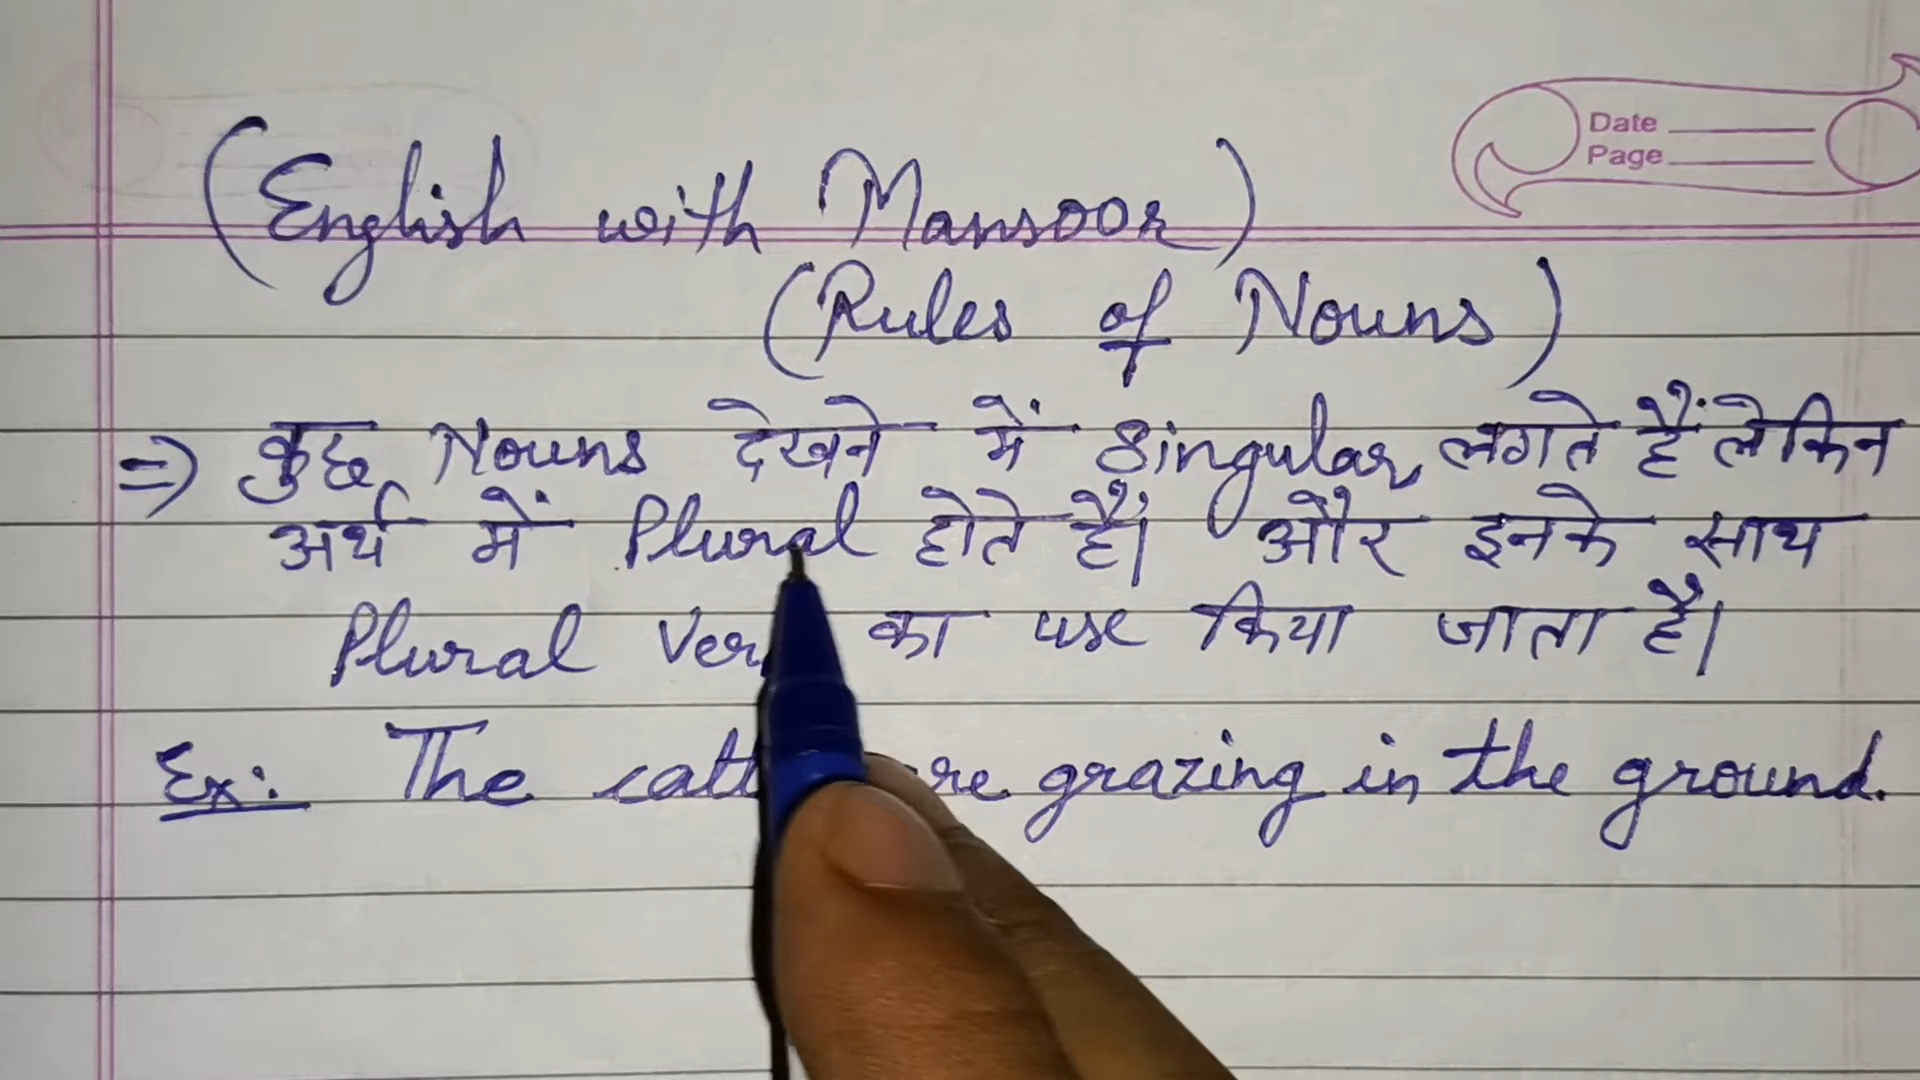 Date
Page
(English with Mansoor)
(Rules of Nouns)
=> कुछ Nouns देखने में Singular लगते हैं लेकिन
अर्थ में Plural होते हैं। और इनके साथ
Plural का use किया जाता है।
Ex: The grazing in the ground.